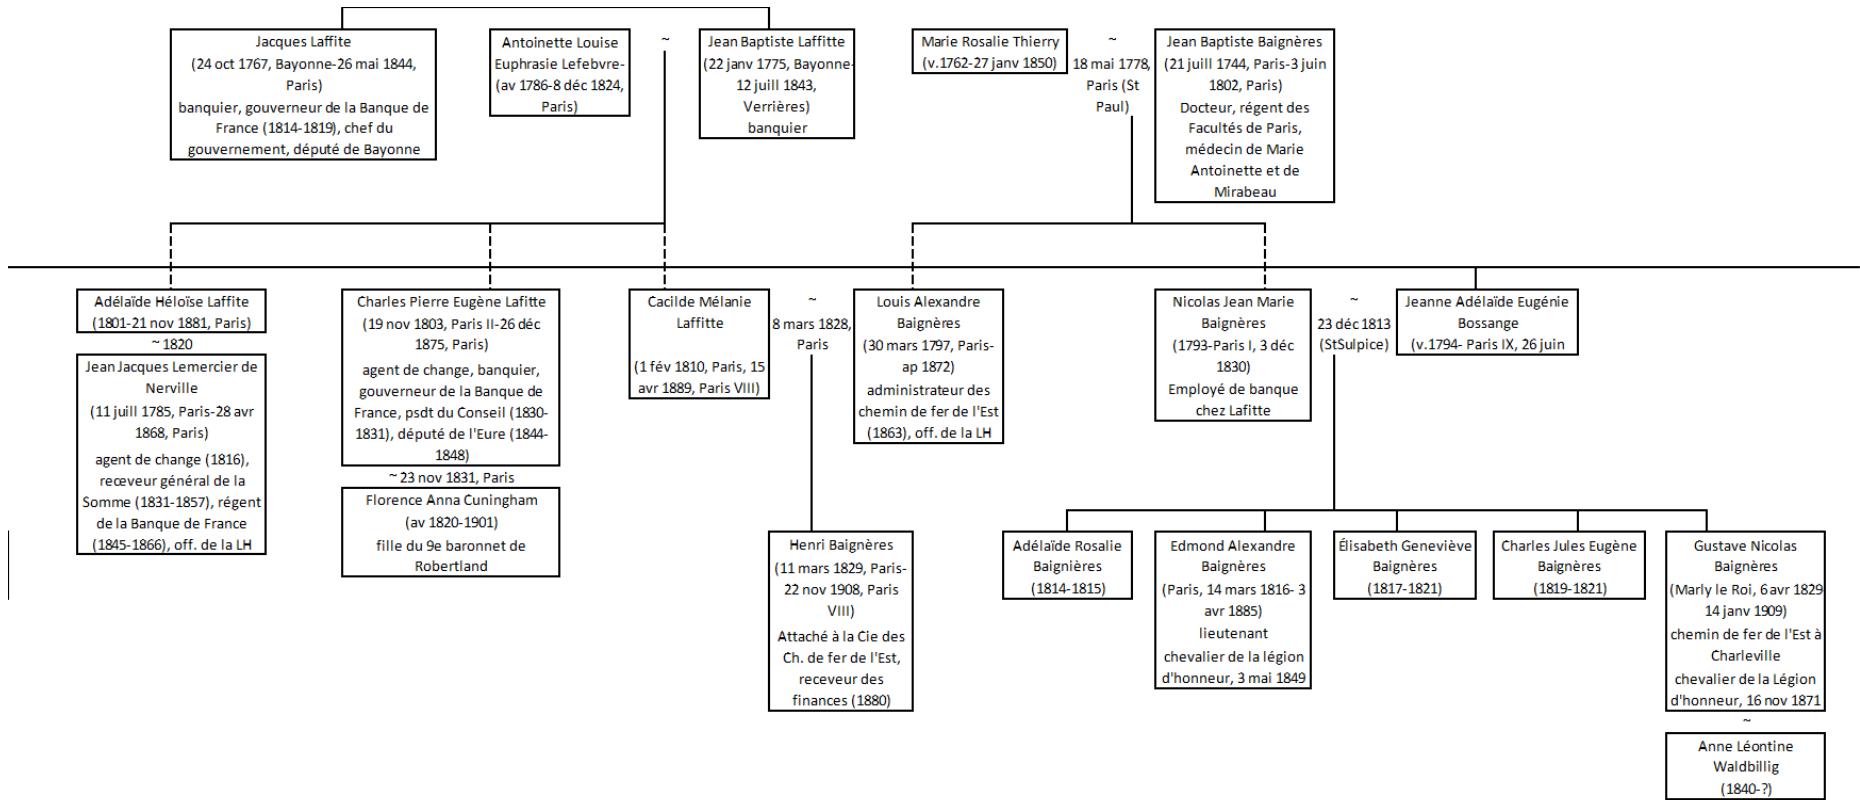 Jacques Laffite
(24 oct 1767, Bayonne-26 mai 1844,
Paris)
banquier, gouverneur de la Banque de
France (1814-1819), chef du
gouvernement, député de Bayonne
Antoinette Louise
Euphrasie Lefebvre-
(av 1786-8 déc 1824,
Paris)
~
Jean Baptiste Laffitte
(22 janv 1775, Bayonne-
12 juill 1843,
Verrières)
banquier
Marie Rosalie Thierry
(v.1762-27 janv 1850)
~
18 mai 1778,
Paris (St
Paul)
Jean Baptiste Baignères
(21 juill 1744, Paris-3 juin
1802, Paris)
Docteur, régent des
Facultés de Paris,
médecin de Marie
Antoinette et de
Mirabeau
Adélaïde Héloïse Laffite
(1801-21 nov 1881, Paris)
~ 1820
Jean Jacques Lemercier de
Nerville
(11 juill 1785, Paris-28 avr
1868, Paris)
agent de change (1816),
receveur général de la
Somme (1831-1857), régent
de la Banque de France
(1845-1866), off. de la LH
Charles Pierre Eugène Lafitte
(19 nov 1803, Paris II-26 déc
1875, Paris)
agent de change, banquier,
gouverneur de la Banque de
France, psdt du Conseil (1830-
1831), député de l'Eure (1844-
1848)
~ 23 nov 1831, Paris
Florence Anna Cuningham
(av 1820-1901)
fille du 9e baronnet de
Robertland
Cacilde Mélanie
Laffitte
(1 fév 1810, Paris, 15
avr 1889, Paris VIII)
~
8 mars 1828,
Paris
Louis Alexandre
Baignères
(30 mars 1797, Paris-
ap 1872)
administrateur des
chemin de fer de l'Est
(1863), off. de la LH
Nicolas Jean Marie
Baignères
(1793-Paris I, 3 déc
1830)
Employé de banque
chez Lafitte
~
23 déc 1813
(StSulpice)
Jeanne Adélaïde Eugénie
Bossange
(v.1794- Paris IX, 26 juin
Henri Baignères
(11 mars 1829, Paris-
22 nov 1908, Paris
VIII)
Attaché à la Cie des
Ch. de fer de l'Est,
receveur des
finances (1880)
Adélaïde Rosalie
Baignières
(1814-1815)
Edmond Alexandre
Baignères
(Paris, 14 mars 1816- 3
avr 1885)
lieutenant
chevalier de la légion
d'honneur, 3 mai 1849
Élisabeth Geneviève
Baignères
(1817-1821)
Charles Jules Eugène
Baignères
(1819-1821)
Gustave Nicolas
Baignères
(Marly le Roi, 6 avr 1829
14 janv 1909)
chemin de fer de l'Est à
Charleville
chevalier de la Légion
d'honneur, 16 nov 1871
~
Anne Léontine
Waldbillig
(1840-?)